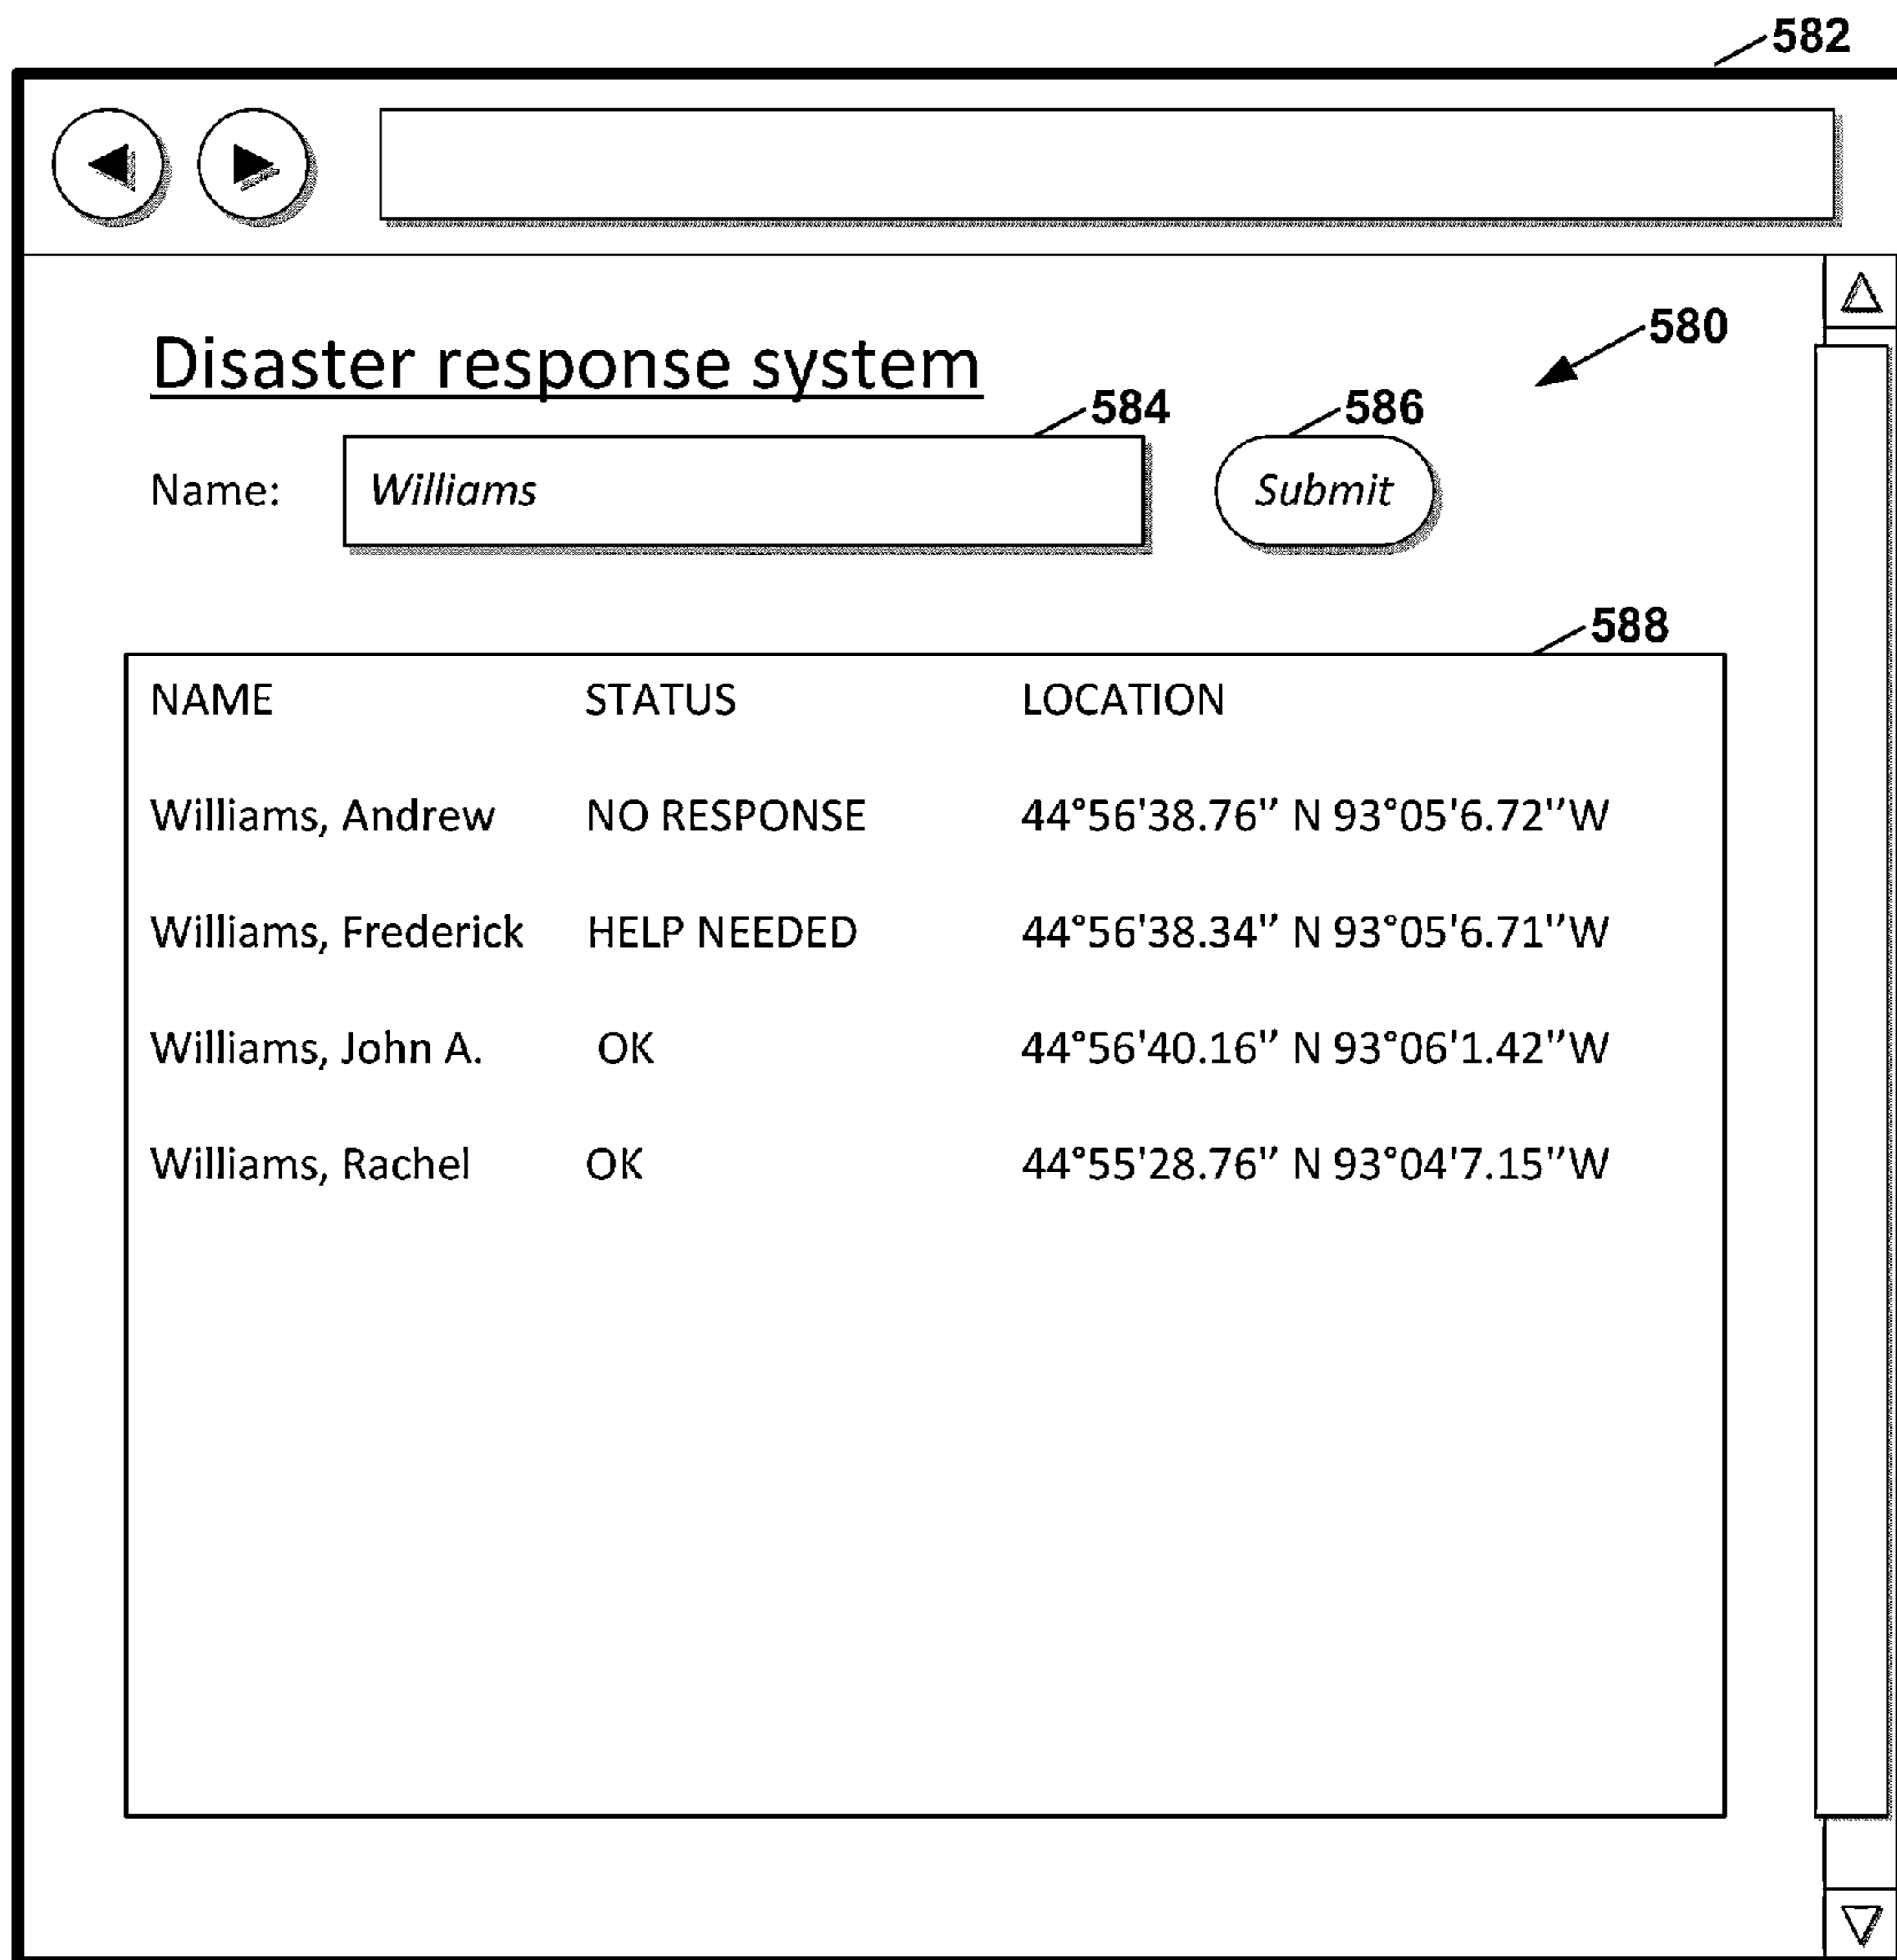 582
Disaster response system
580
584
586
Name: Williams Submit
588
NAME STATUS LOCATION
Williams, Andrew NO RESPONSE 44°56'38.76'' N 93°05'6.72''W
Williams, Frederick HELP NEEDED 44°56'38.34'' N 93°05'6.71''W
Williams, John A. OK 44°56'40.16'' N 93°06'1.42''W
Williams, Rachel OK 44°55'28.76'' N 93°04'7.15''W